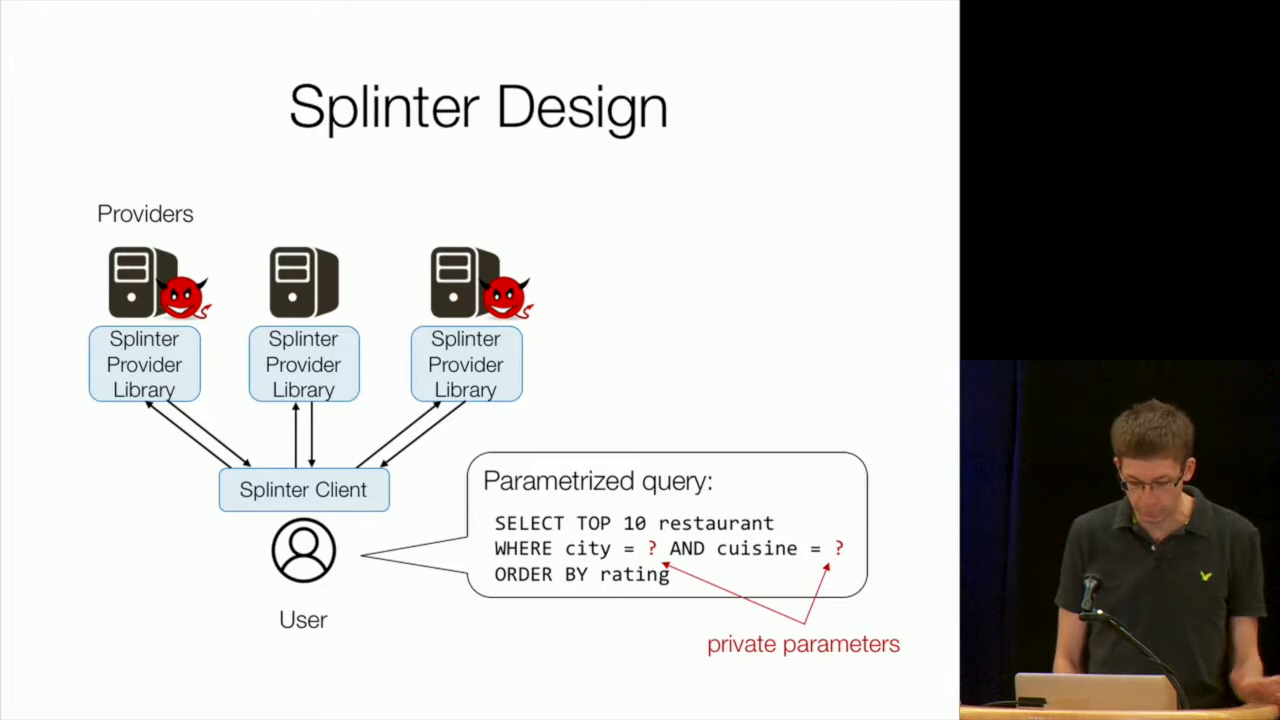 Splinter Design
Providers
Splinter
Provider
Library
Splinter
Provider
Library
Splinter
Provider
Library
Splinter Client
Parametrized query:
SELECT TOP 10 restaurant
WHERE city = ? AND cuisine = ?
ORDER BY rating
User
private parameters